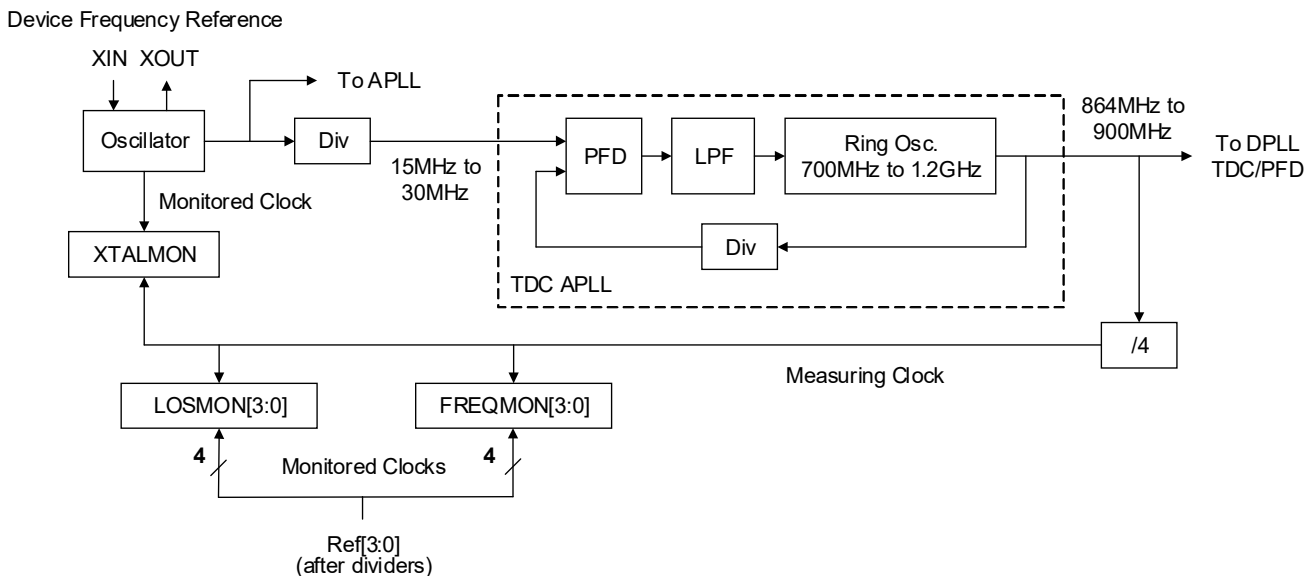 Device Frequency Reference
XIN XOUT
To APLL
Oscillator
Div
15MHz to
30MHz
PFD
LPF
Ring Osc.
700MHz to 1.2GHz
864MHz to
900MHz
To DPLL
TDC/PFD
Monitored Clock
XTALMON
Div
TDC APLL
/4
Measuring Clock
LOSMON[3:0]
FREQMON[3:0]
4
Monitored Clocks
4
Ref[3:0]
(after dividers)